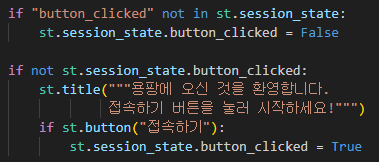 if "button_clicked" not in st.session_state:
    st.session_state.button_clicked = False

if not st.session_state.button_clicked:
    st.title("""용팡에 오신 것을 환영합니다.
             접속하기 버튼을 눌러 시작하세요!""")
    if st.button("접속하기"):
        st.session_state.button_clicked = True